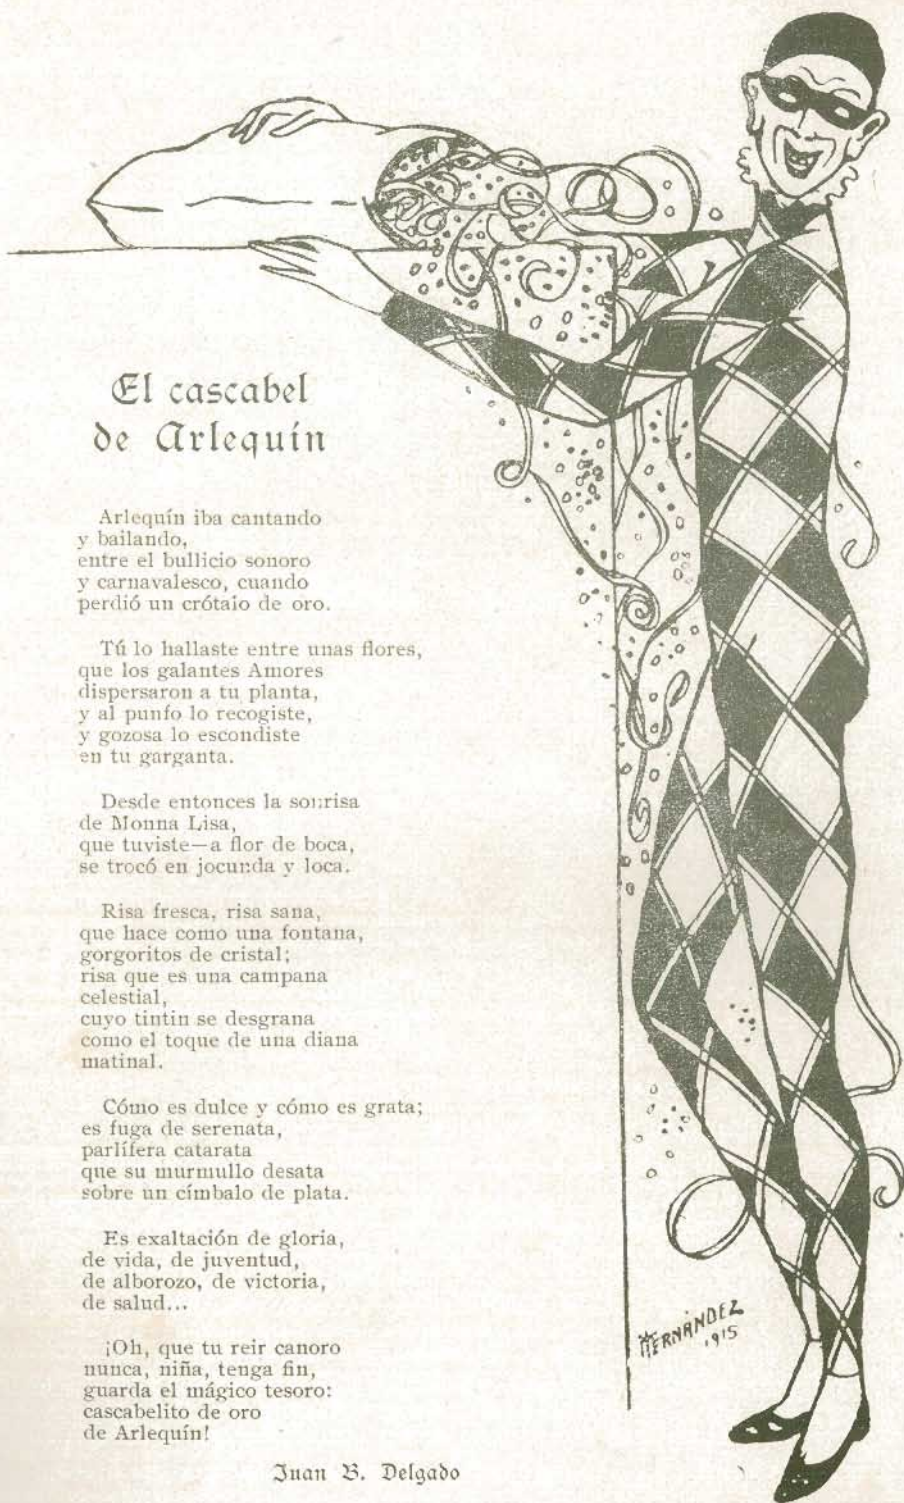 El cascabel
de Arlequín
Arlequín iba cantando
y bailando,
entre el bullicio sonoro
y carnavalesco, cuando
perdió un crótaio de oro.
Tú lo hallaste entre unas flores,
que los galantes Amores
dispersaron a tu planta,
y al punfo lo recogiste,
y gozosa lo escondiste
en tu garganta.
Desde entonces la sonrisa
de Monna Lisa,
que tuviste—a flor de boca,
se trocó en jocunda y loca.
Risa fresca, risa sana,
que hace como una fontana,
gorgoritos de cristal;
risa que es una campana
celestial,
cuyo tintin se desgrana
como el toque de una diana
matinal.
Cómo es dulce y cómo es grata;
es fuga de serenata,
parlífera catarata
que su murmullo desata
sobre un címbalo de plata.
Es exaltación de gloria,
de vida, de juventud,
de alborozo, de victoria,
de salud...
¡Oh, que tu reir canoro
nunca, niña, tenga fin,
guarda el mágico tesoro:
cascabelito de oro
de Arlequín!
Juan B. Delgado
HERNÁNDEZ
1915